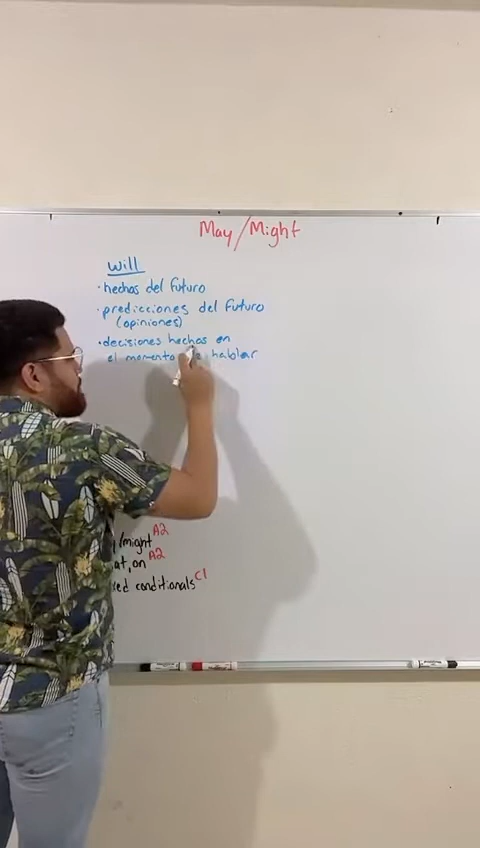 May/Might
will
• hechos del futuro
• predicciones del futuro
(opiniones)
• decisiones hechas en
el momento hablar
/might A2
at, on A2
xed conditionals C1